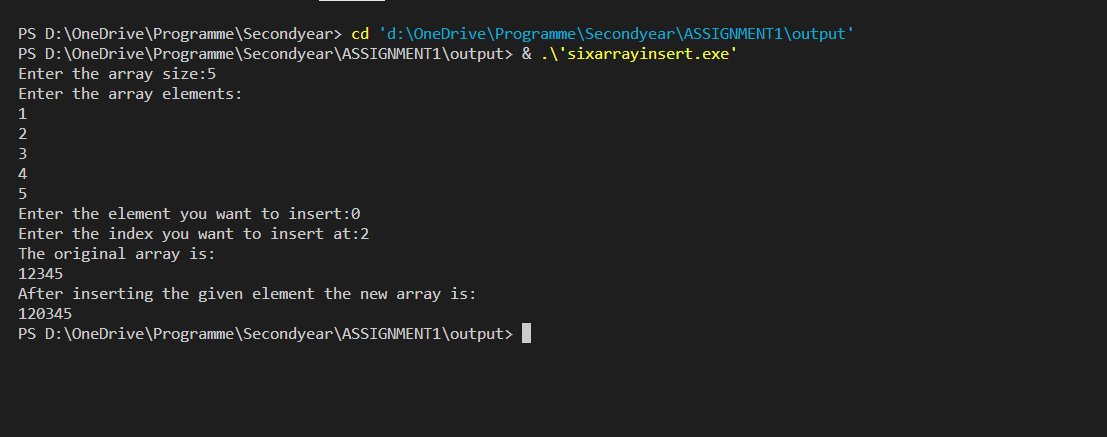 PS D:\OneDrive\Programme\Secondyear> cd 'd:\OneDrive\Programme\Secondyear\ASSIGNMENT1\output'
PS D:\OneDrive\Programme\Secondyear\ASSIGNMENT1\output> & .\'sixarrayinsert.exe'
Enter the array size:5
Enter the array elements:
1
2
3
4
5
Enter the element you want to insert:0
Enter the index you want to insert at:2
The original array is:
12345
After inserting the given element the new array is:
120345
PS D:\OneDrive\Programme\Secondyear\ASSIGNMENT1\output>